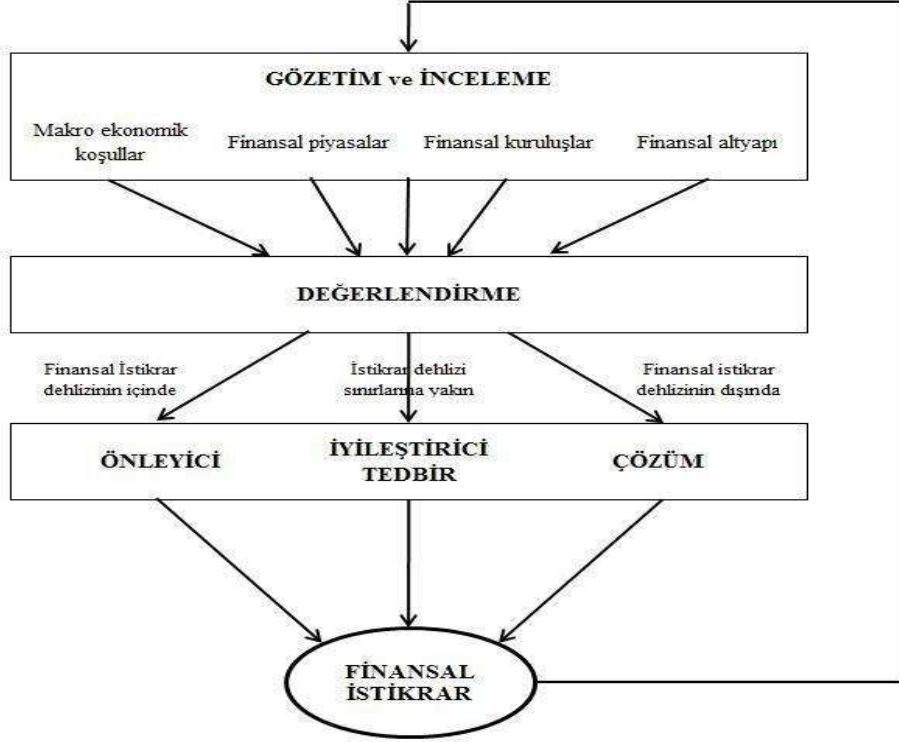 GÖZETİM ve İNCELEME
Makro ekonomik
koşullar
Finansal piyasalar
Finansal kuruluşlar
Finansal altyapı
DEĞERLENDİRME
Finansal İstikrar
dehlizinin içinde
İstikrar dehlizi
sınırlarına yakın
Finansal istikrar
dehlizinin dışında
ÖNLEYİCİ
İYİLEŞTİRİCİ
TEDBİR
ÇÖZÜM
FİNANSAL
İSTİKRAR